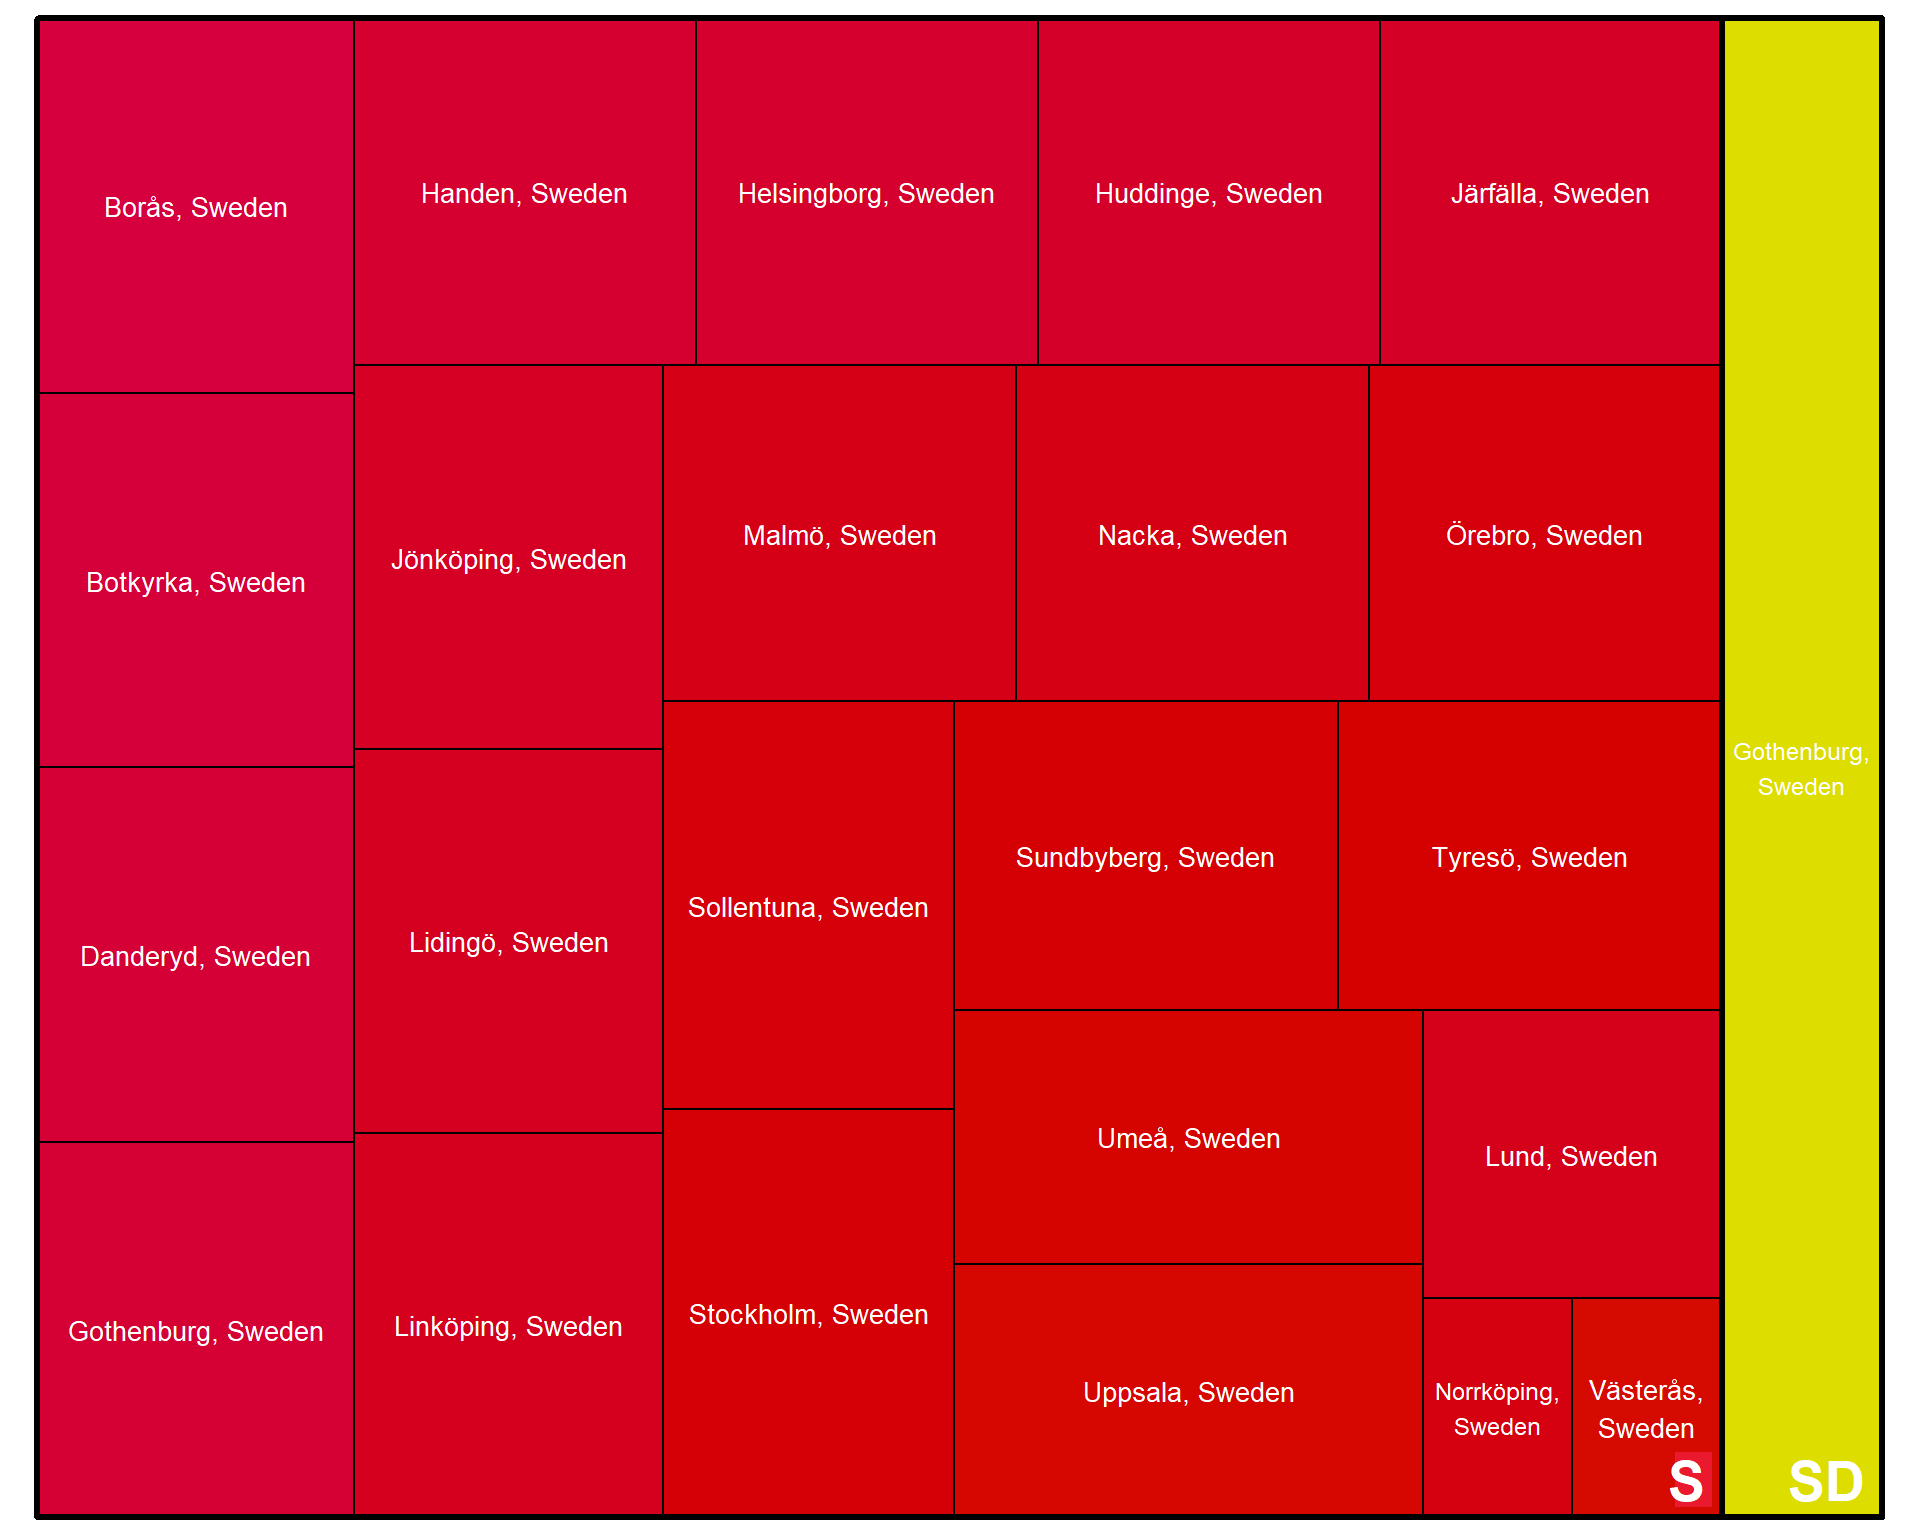 Borås, Sweden
Handen, Sweden
Helsingborg, Sweden
Huddinge, Sweden
Järfälla, Sweden
Botkyrka, Sweden
Jönköping, Sweden
Malmö, Sweden
Nacka, Sweden
Örebro, Sweden
Gothenburg,
Sweden
Danderyd, Sweden
Lidingö, Sweden
Sollentuna, Sweden
Sundbyberg, Sweden
Tyresö, Sweden
Umeå, Sweden
Lund, Sweden
Gothenburg, Sweden
Linköping, Sweden
Stockholm, Sweden
Uppsala, Sweden
Norrköping,
Sweden
Västerås,
Sweden
S
SD